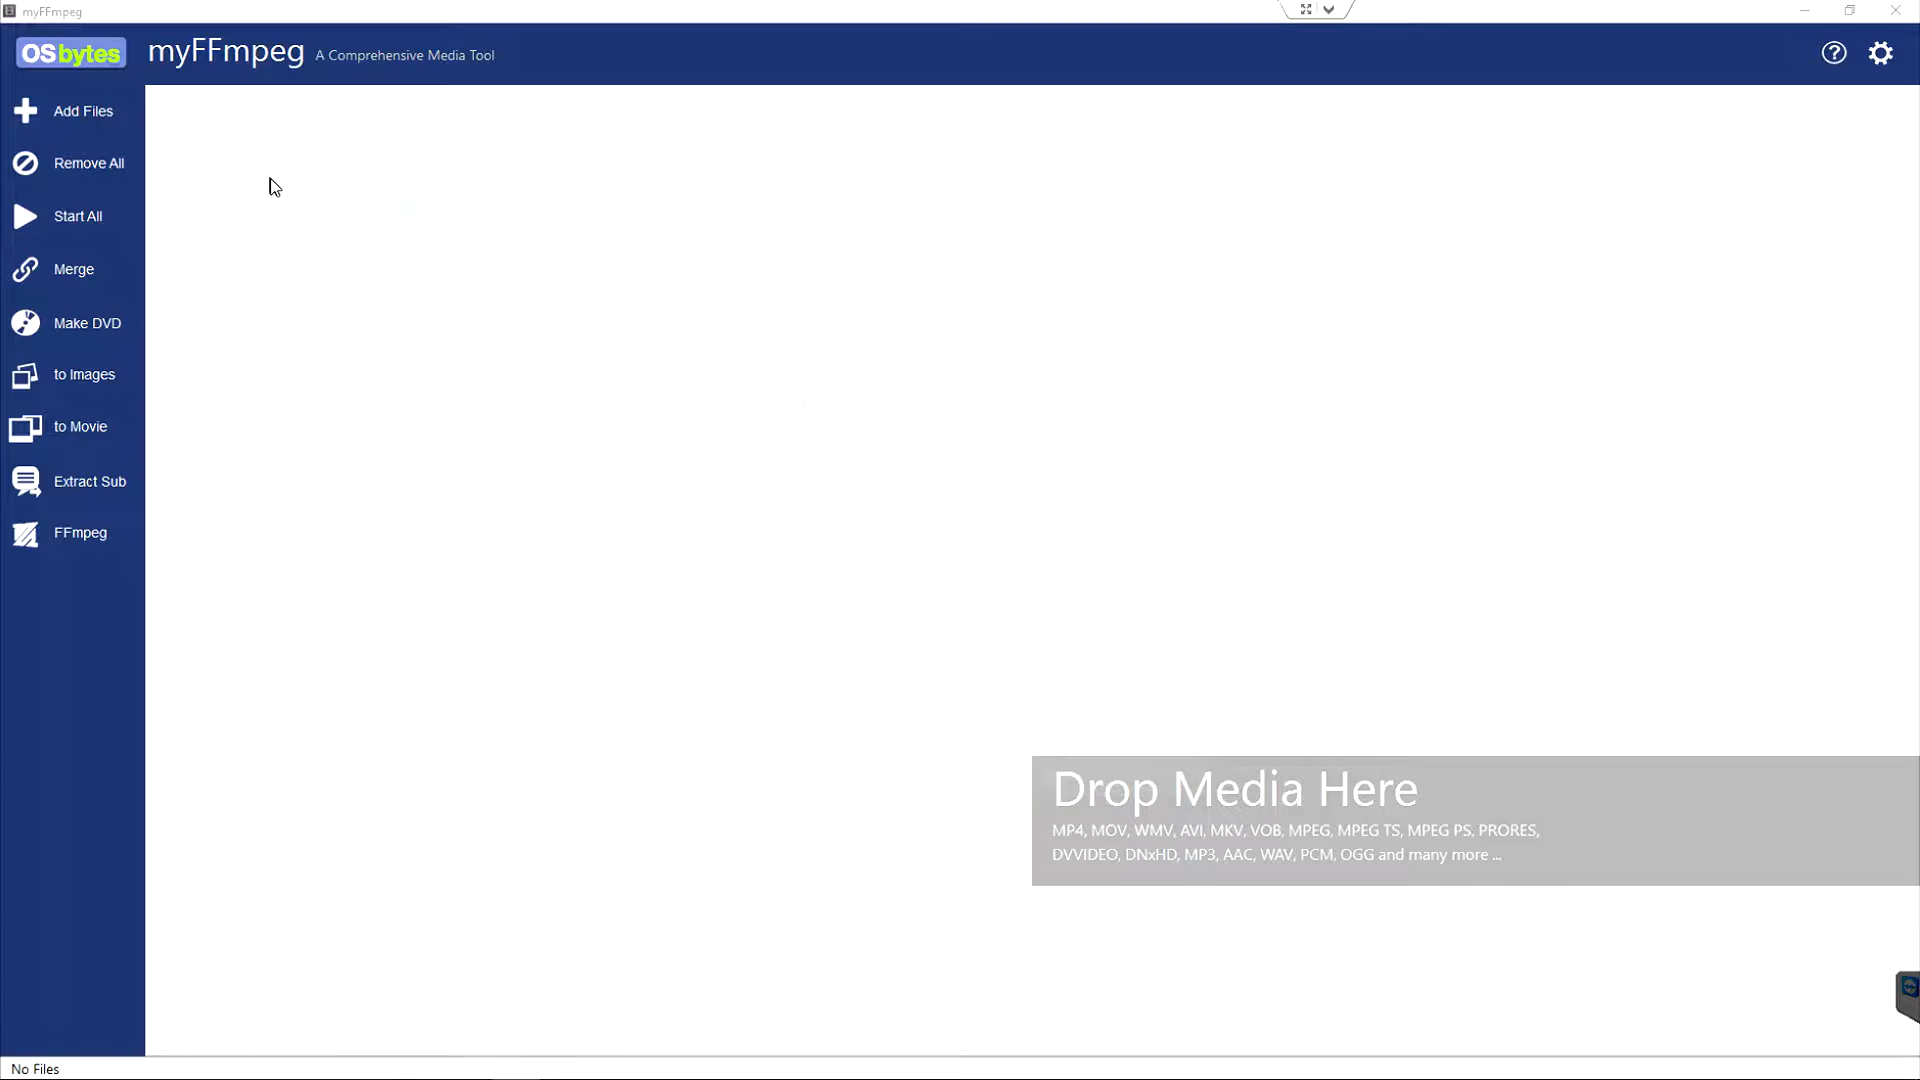 myFFmpeg
OSbytes
myFFmpeg A Comprehensive Media Tool
Add Files
Remove All
Start All
Merge
Make DVD
to Images
to Movie
Extract Sub
FFmpeg
Drop Media Here
MP4, MOV, WMV, AVI, MKV, VOB, MPEG, MPEG TS, MPEG PS, PRORES,
DVVIDEO, DNxHD, MP3, AAC, WAV, PCM, OGG and many more ...
No Files